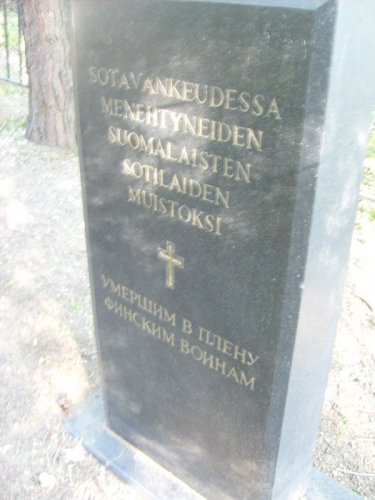 SOTAVANKEUDESSA
MENEHTYNEIDEN
SUOMALAISTEN
SOTILAIDEN
MUISTOKSI
УМЕРШИМ В ПЛЕНУ
ФИНСКИМ ВОИНАМ